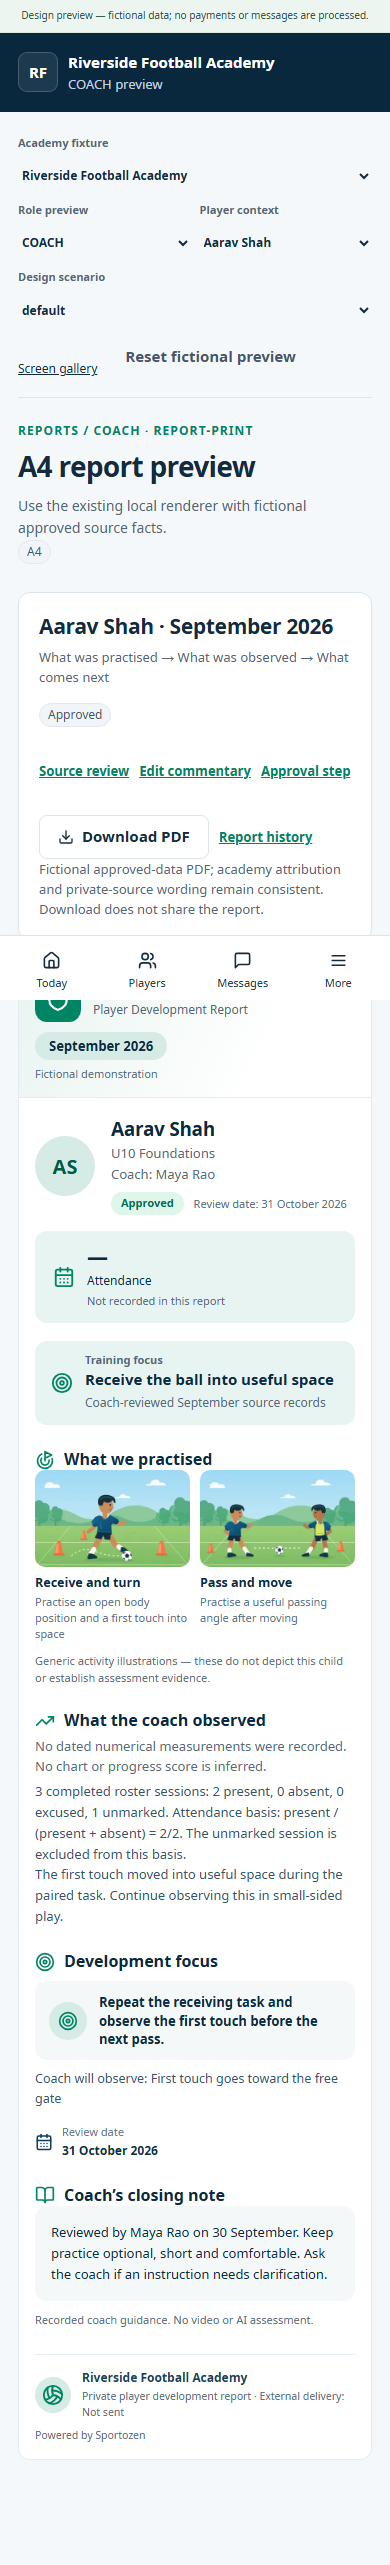 Design preview — fictional data; no payments or messages are processed.
RF
Riverside Football Academy
COACH preview
Academy fixture
Riverside Football Academy
Role preview
Player context
COACH
Aarav Shah
Design scenario
default
Screen gallery
Reset fictional preview
REPORTS / COACH · REPORT-PRINT
A4 report preview
Use the existing local renderer with fictional
approved source facts.
A4
Aarav Shah · September 2026
What was practised → What was observed → What
comes next
Approved
Source review
Edit commentary
Approval step
Download PDF
Report history
Fictional approved-data PDF; academy attribution
and private-source wording remain consistent.
Download does not share the report.
Today
Players
Messages
More
Player Development Report
September 2026
Fictional demonstration
AS
Aarav Shah
U10 Foundations
Coach: Maya Rao
Approved
Review date: 31 October 2026
—
Attendance
Not recorded in this report
Training focus
Receive the ball into useful space
Coach-reviewed September source records
What we practised
Receive and turn
Practise an open body
position and a first touch into
space
Pass and move
Practise a useful passing
angle after moving
Generic activity illustrations — these do not depict this child
or establish assessment evidence.
What the coach observed
No dated numerical measurements were recorded.
No chart or progress score is inferred.
3 completed roster sessions: 2 present, 0 absent, 0
excused, 1 unmarked. Attendance basis: present /
(present + absent) = 2/2. The unmarked session is
excluded from this basis.
The first touch moved into useful space during the
paired task. Continue observing this in small-sided
play.
Development focus
Repeat the receiving task and
observe the first touch before the
next pass.
Coach will observe: First touch goes toward the free
gate
Review date
31 October 2026
Coach’s closing note
Reviewed by Maya Rao on 30 September. Keep
practice optional, short and comfortable. Ask
the coach if an instruction needs clarification.
Recorded coach guidance. No video or AI assessment.
Riverside Football Academy
Private player development report · External delivery:
Not sent
Powered by Sportozen